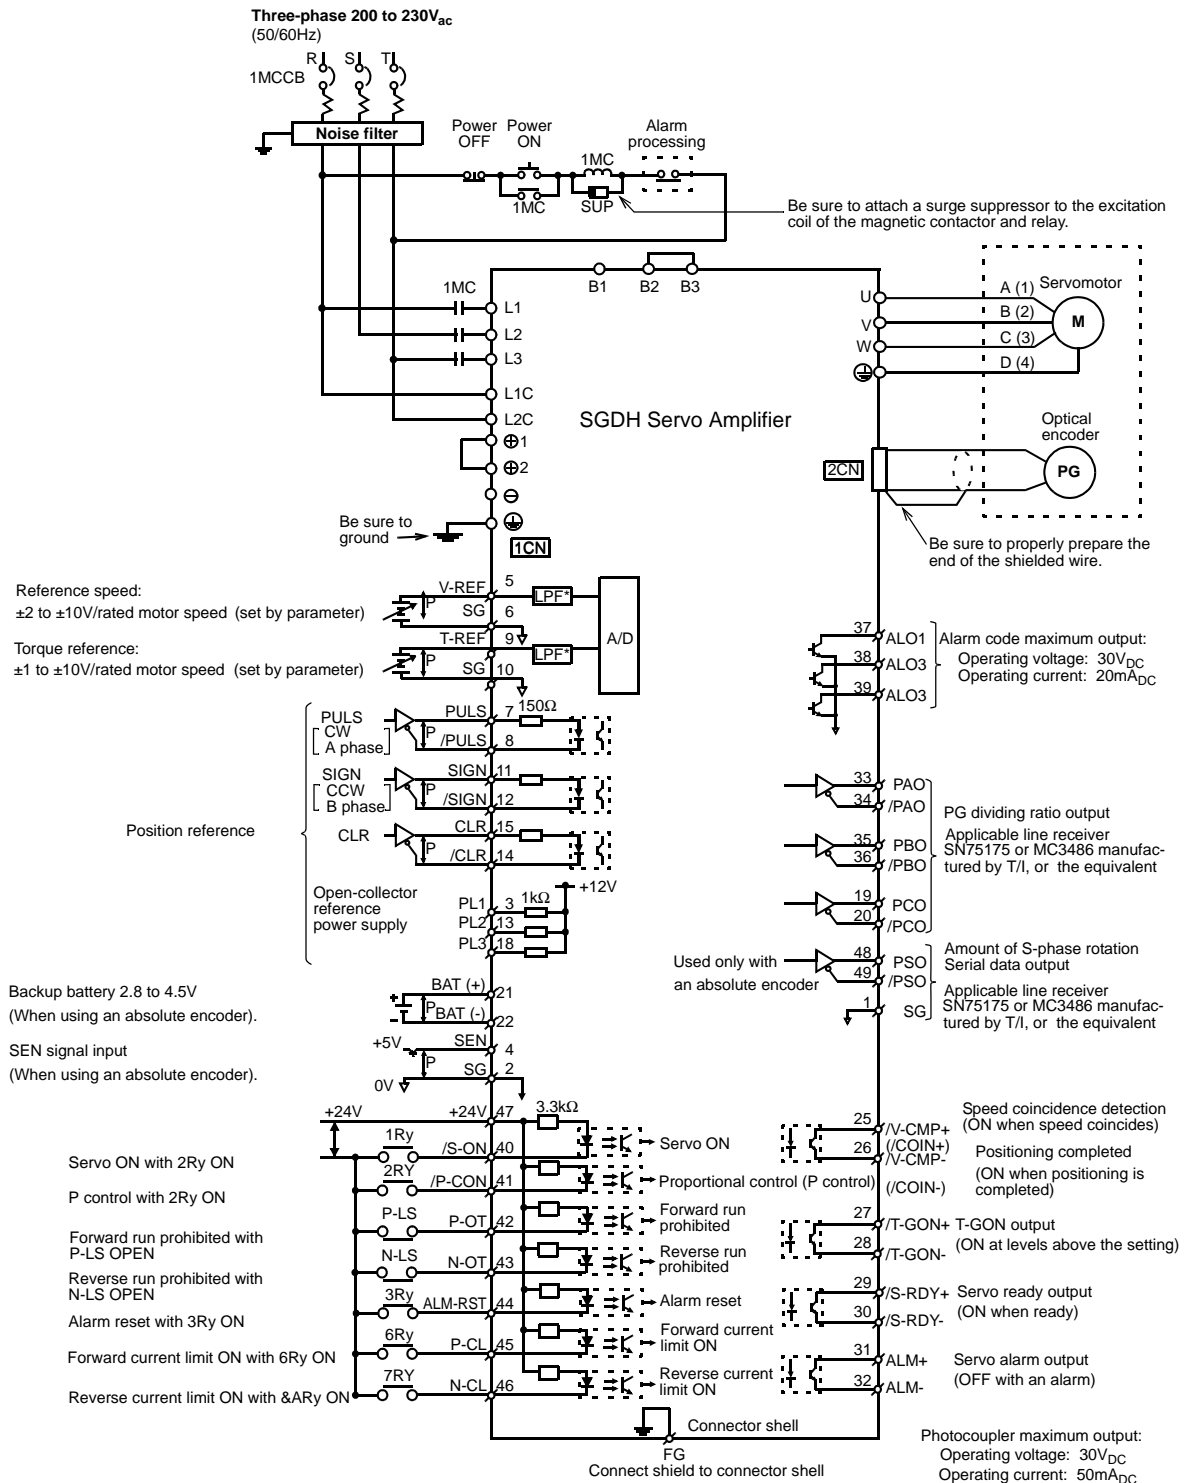 Three-phase 200 to 230Vac
(50/60Hz)
R S T
1MCCB
Noise filter
Power OFF
Power ON
Alarm processing
1MC
1MC
SUP
Be sure to attach a surge suppressor to the excitation
coil of the magnetic contactor and relay.
B1 B2 B3
1MC
L1
L2
L3
L1C
L2C
⊕1
⊕2
⊖
SGDH Servo Amplifier
U
V
W
A (1)
B (2)
C (3)
D (4)
Servomotor
M
Optical
encoder
PG
2CN
Be sure to properly prepare the
end of the shielded wire.
Be sure to
ground
1CN
Reference speed:
±2 to ±10V/rated motor speed (set by parameter)
V-REF 5
P
SG 6
LPF*
Torque reference:
±1 to ±10V/rated motor speed (set by parameter)
T-REF 9
P
SG 10
LPF*
A/D
37 ALO1
38 ALO3
39 ALO3
Alarm code maximum output:
Operating voltage: 30VDC
Operating current: 20mADC
Position reference
PULS
CW
A phase
PULS 7 150Ω
P
/PULS 8
SIGN
CCW
B phase
SIGN 11
P
/SIGN 12
CLR
CLR 15
P
/CLR 14
Open-collector
reference
power supply
+12V
PL1 3 1kΩ
PL2 13
PL3 18
33 PAO
34 /PAO
35 PBO
36 /PBO
19 PCO
20 /PCO
PG dividing ratio output
Applicable line receiver
SN75175 or MC3486 manufac-
tured by T/I, or the equivalent
Used only with
an absolute encoder
48 PSO
49 /PSO
1 SG
Amount of S-phase rotation
Serial data output
Applicable line receiver
SN75175 or MC3486 manufac-
tured by T/I, or the equivalent
Backup battery 2.8 to 4.5V
(When using an absolute encoder).
+
-
BAT (+) 21
P
BAT (-) 22
SEN signal input
(When using an absolute encoder).
+5V
SEN 4
P
0V
SG 2
+24V
+24V 47 3.3kΩ
Servo ON with 2Ry ON
1Ry
/S-ON 40
Servo ON
P control with 2Ry ON
2RY
/P-CON 41
Proportional control (P control)
Forward run prohibited with
P-LS OPEN
P-LS
P-OT 42
Forward run
prohibited
Reverse run prohibited with
N-LS OPEN
N-LS
N-OT 43
Reverse run
prohibited
Alarm reset with 3Ry ON
3Ry
ALM-RST 44
Alarm reset
Forward current limit ON with 6Ry ON
6Ry
P-CL 45
Forward current
limit ON
Reverse current limit ON with &ARy ON
7RY
N-CL 46
Reverse current
limit ON
25 /V-CMP+
(/COIN+)
26 /V-CMP-
(/COIN-)
Speed coincidence detection
(ON when speed coincides)
Positioning completed
(ON when positioning is
completed)
27 /T-GON+
28 /T-GON-
T-GON output
(ON at levels above the setting)
29 /S-RDY+
30 /S-RDY-
Servo ready output
(ON when ready)
31 ALM+
32 ALM-
Servo alarm output
(OFF with an alarm)
Connector shell
FG
Connect shield to connector shell
Photocoupler maximum output:
Operating voltage: 30VDC
Operating current: 50mADC